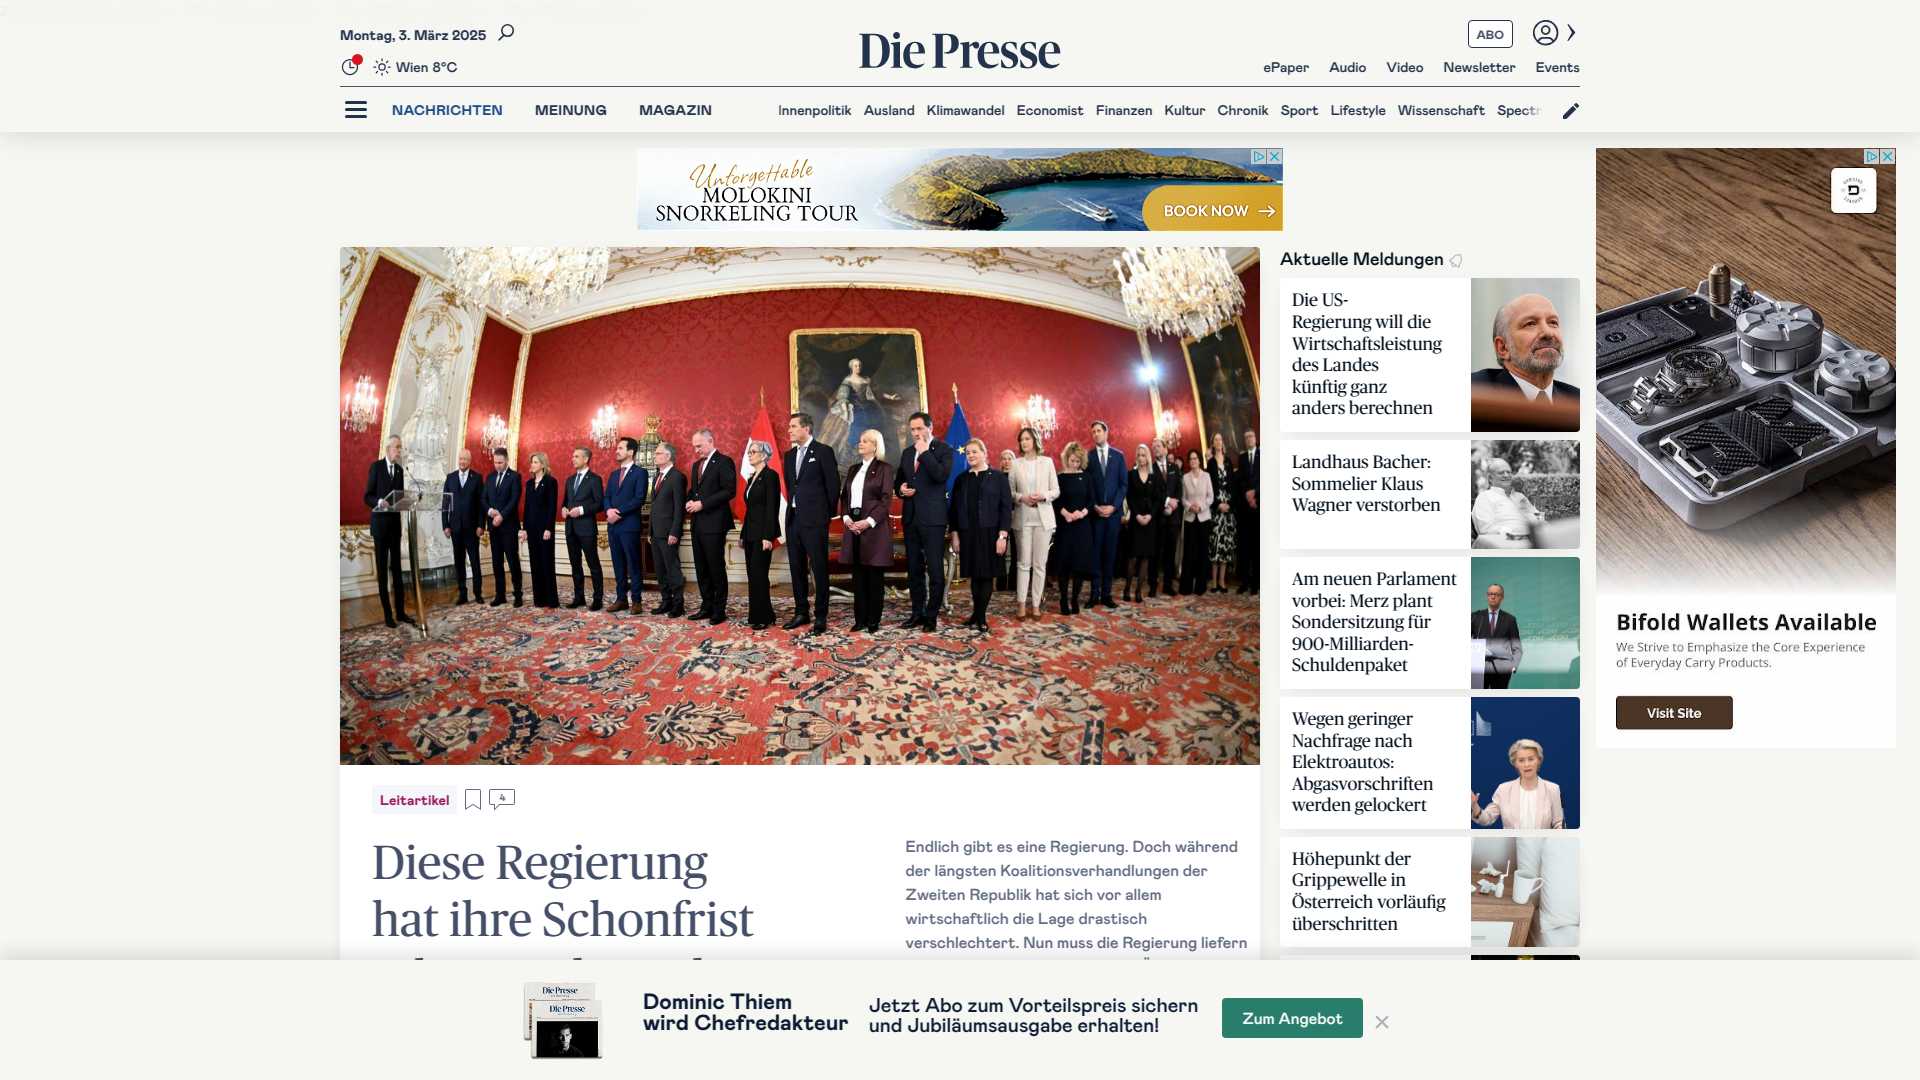 Montag, 3. März 2025
Die Presse
ABO
Wien 8°C
ePaper Audio Video Newsletter Events
NACHRICHTEN MEINUNG MAGAZIN
Innenpolitik Ausland Klimawandel Economist Finanzen Kultur Chronik Sport Lifestyle Wissenschaft Spectr
Unforgettable
MOLOKINI
SNORKELING TOUR
BOOK NOW
Leitartikel
4
Diese Regierung
hat ihre Schonfrist
Endlich gibt es eine Regierung. Doch während
der längsten Koalitionsverhandlungen der
Zweiten Republik hat sich vor allem
wirtschaftlich die Lage drastisch
verschlechtert. Nun muss die Regierung liefern
Aktuelle Meldungen
Die US-
Regierung will die
Wirtschaftsleistung
des Landes
künftig ganz
anders berechnen
Landhaus Bacher:
Sommelier Klaus
Wagner verstorben
Am neuen Parlament
vorbei: Merz plant
Sondersitzung für
900-Milliarden-
Schuldenpaket
Wegen geringer
Nachfrage nach
Elektroautos:
Abgasvorschriften
werden gelockert
Höhepunkt der
Grippewelle in
Österreich vorläufig
überschritten
Bifold Wallets Available
We Strive to Emphasize the Core Experience
of Everyday Carry Products.
Visit Site
Die Presse
Die Presse
Dominic Thiem
wird Chefredakteur
Jetzt Abo zum Vorteilspreis sichern
und Jubiläumsausgabe erhalten!
Zum Angebot